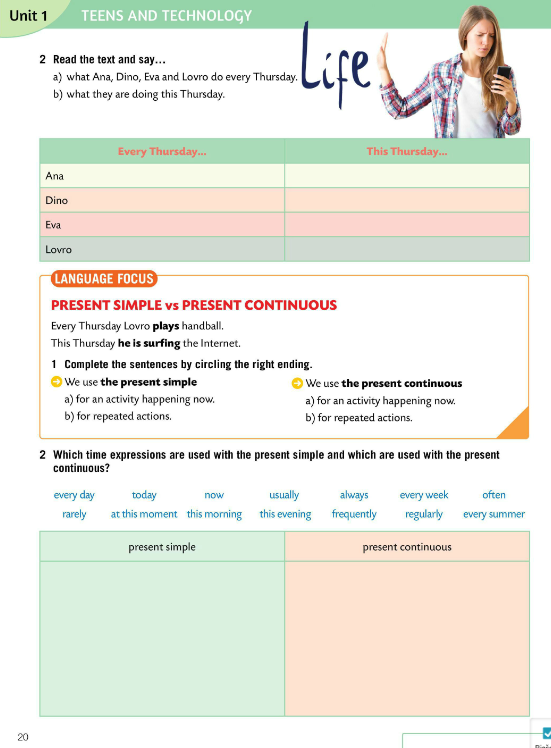 Unit 1 TEENS AND TECHNOLOGY
Life
2 Read the text and say…
a) what Ana, Dino, Eva and Lovro do every Thursday.
b) what they are doing this Thursday.
Every Thursday... This Thursday...
Ana
Dino
Eva
Lovro
LANGUAGE FOCUS
PRESENT SIMPLE vs PRESENT CONTINUOUS
Every Thursday Lovro plays handball.
This Thursday he is surfing the Internet.
1 Complete the sentences by circling the right ending.
We use the present simple
a) for an activity happening now.
b) for repeated actions.
We use the present continuous
a) for an activity happening now.
b) for repeated actions.
2 Which time expressions are used with the present simple and which are used with the present
continuous?
every day today now usually always every week often
rarely at this moment this morning this evening frequently regularly every summer
present simple present continuous
20